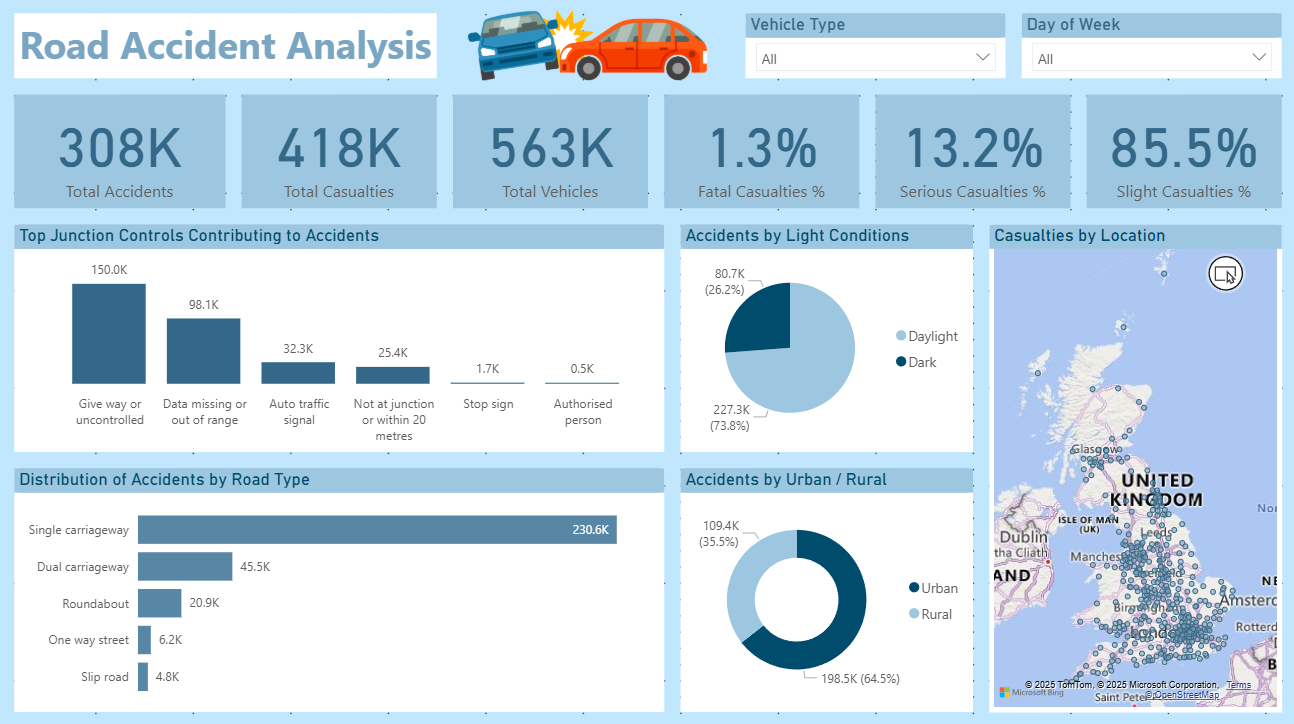 Road Accident Analysis
Vehicle Type
All
Day of Week
All
308K
Total Accidents
418K
Total Casualties
563K
Total Vehicles
1.3%
Fatal Casualties %
13.2%
Serious Casualties %
85.5%
Slight Casualties %
Top Junction Controls Contributing to Accidents
150.0K
98.1K
32.3K
25.4K
1.7K
0.5K
Give way or
uncontrolled
Data missing or
out of range
Auto traffic
signal
Not at junction
or within 20
metres
Stop sign
Authorised
person
Accidents by Light Conditions
80.7K
(26.2%)
227.3K
(73.8%)
Daylight
Dark
Casualties by Location
Glasgow
UNITED
KINGDOM
ISLE OF MAN
(UK)
Dublin
tha Cliath
AND
Leeds
Manches
Birmingham
London
Noi
NE
Amsterd
Rotterd
B
Saint Pete
Microsoft Bing
© 2025 TomTom, © 2025 Microsoft Corporation, Terms
© OpenStreetMap
Distribution of Accidents by Road Type
Single carriageway
230.6K
Dual carriageway
45.5K
Roundabout
20.9K
One way street
6.2K
Slip road
4.8K
Accidents by Urban / Rural
109.4K
(35.5%)
198.5K (64.5%)
Urban
Rural